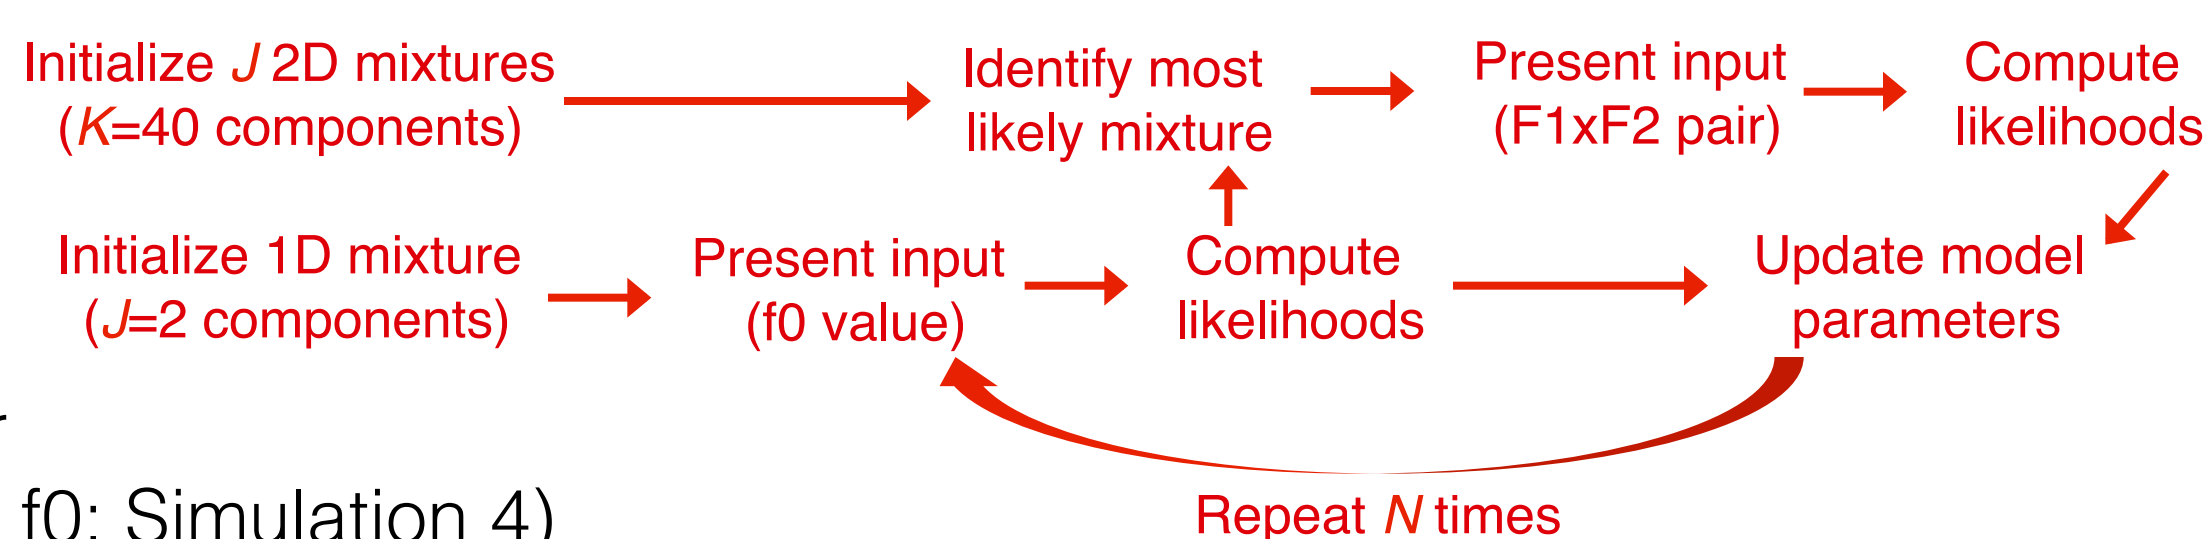 Initialize J 2D mixtures
(K=40 components)
Identify most
likely mixture
Present input
(F1xF2 pair)
Compute
likelihoods
Initialize 1D mixture
(J=2 components)
Present input
(f0 value)
Compute
likelihoods
Update model
parameters
Repeat N times
f0: Simulation 4)